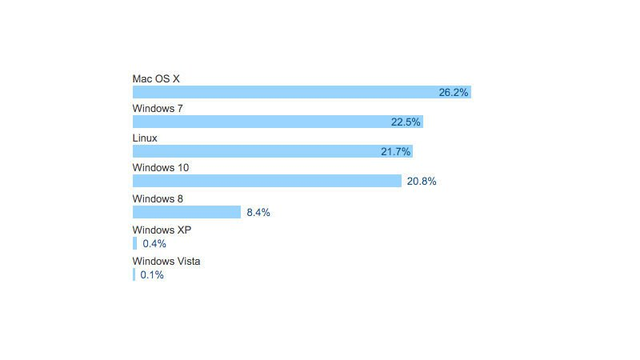 Mac OS X
26.2%
Windows 7
22.5%
Linux
21.7%
Windows 10
20.8%
Windows 8
8.4%
Windows XP
0.4%
Windows Vista
0.1%